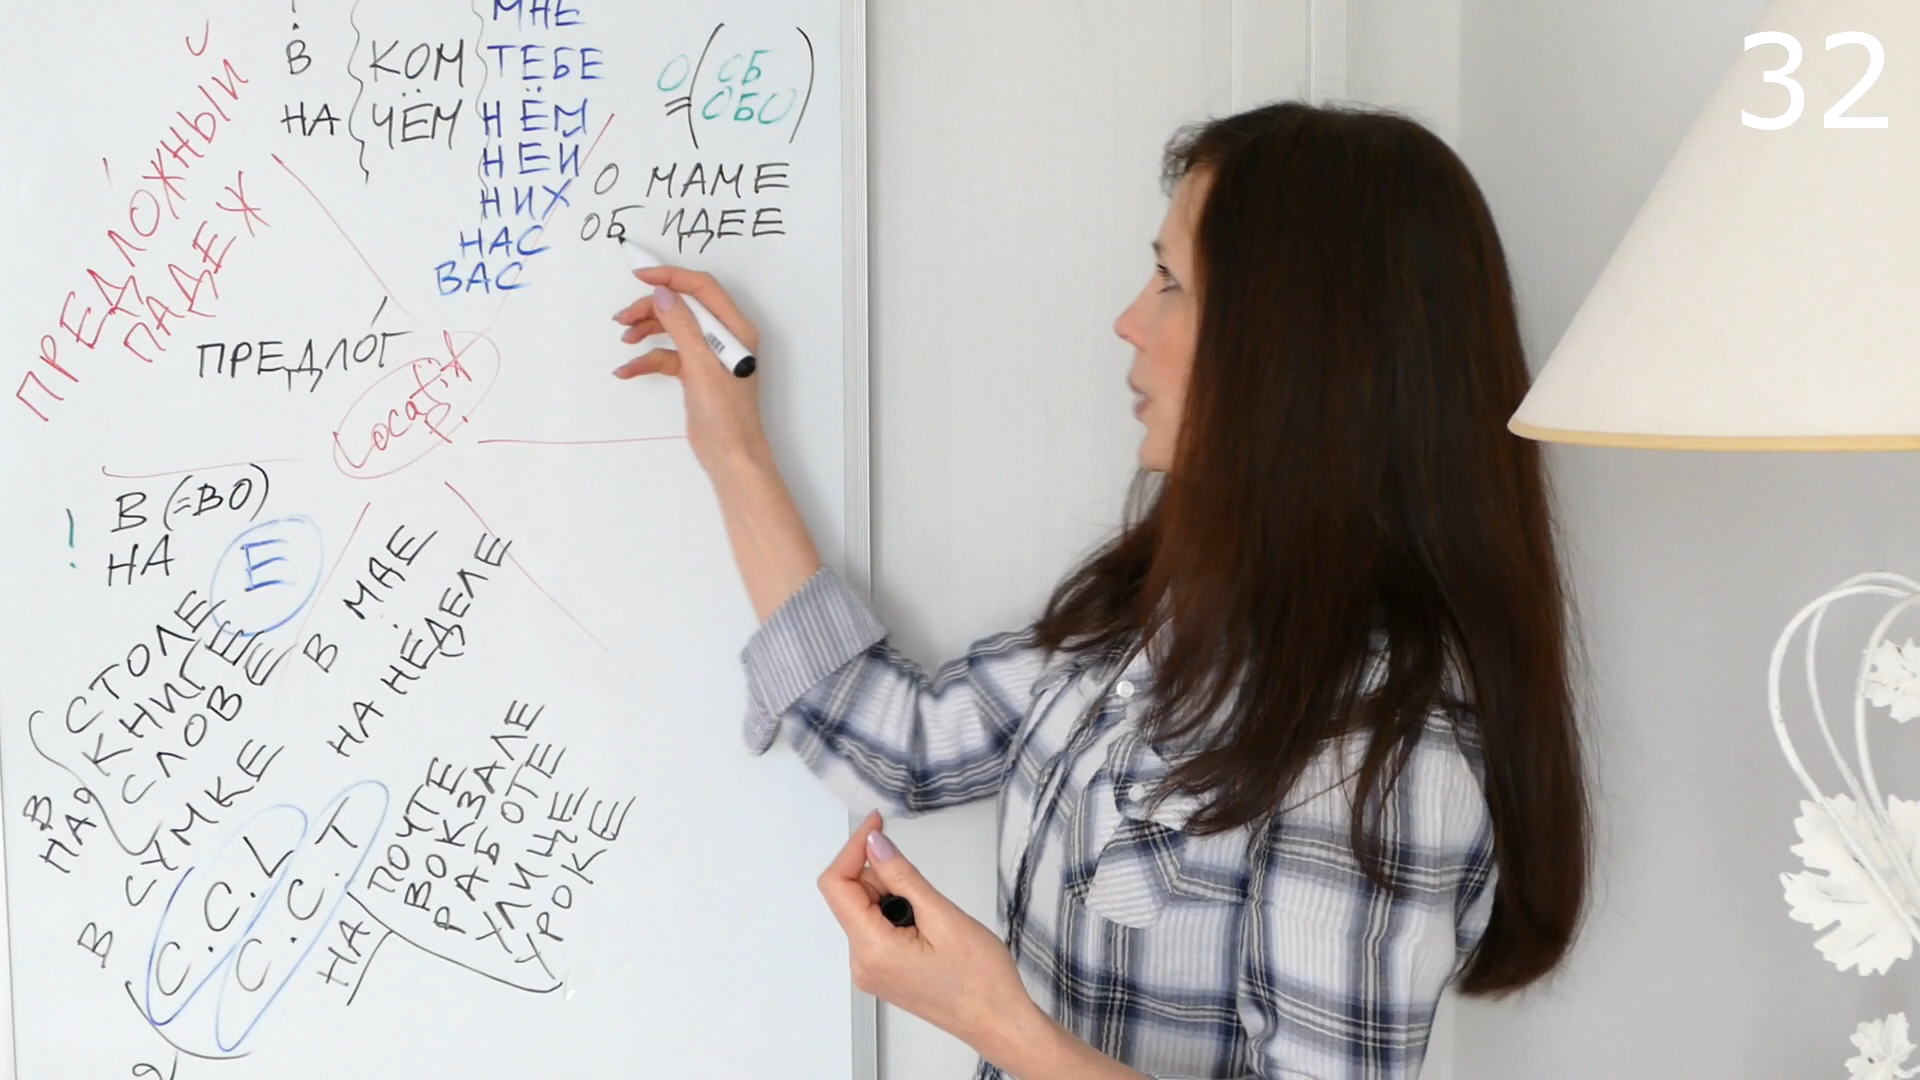 32
МНЕ
В КОМ ТЕБЕ
НА ЧЁМ НЁМ
НЕЙ
НИХ
НАС
ВАС
О =(ОБ
ОБО)
О МАМЕ
ОБ ИДЕЕ
ПРЕДЛОЖНЫЙ
ПАДЕЖ
ПРЕДЛОГ
Locatif
P.
! В (=ВО)
НА
Е
В
НА
СТОЛЕ
КНИГЕ
СЛОВЕ
В СУМКЕ
В МАЕ
НА НЕДЕЛЕ
C.C.L
C.C.T
НА
ПОЧТЕ
ВОКЗАЛЕ
РАБОТЕ
УЛИЦЕ
УРОКЕ